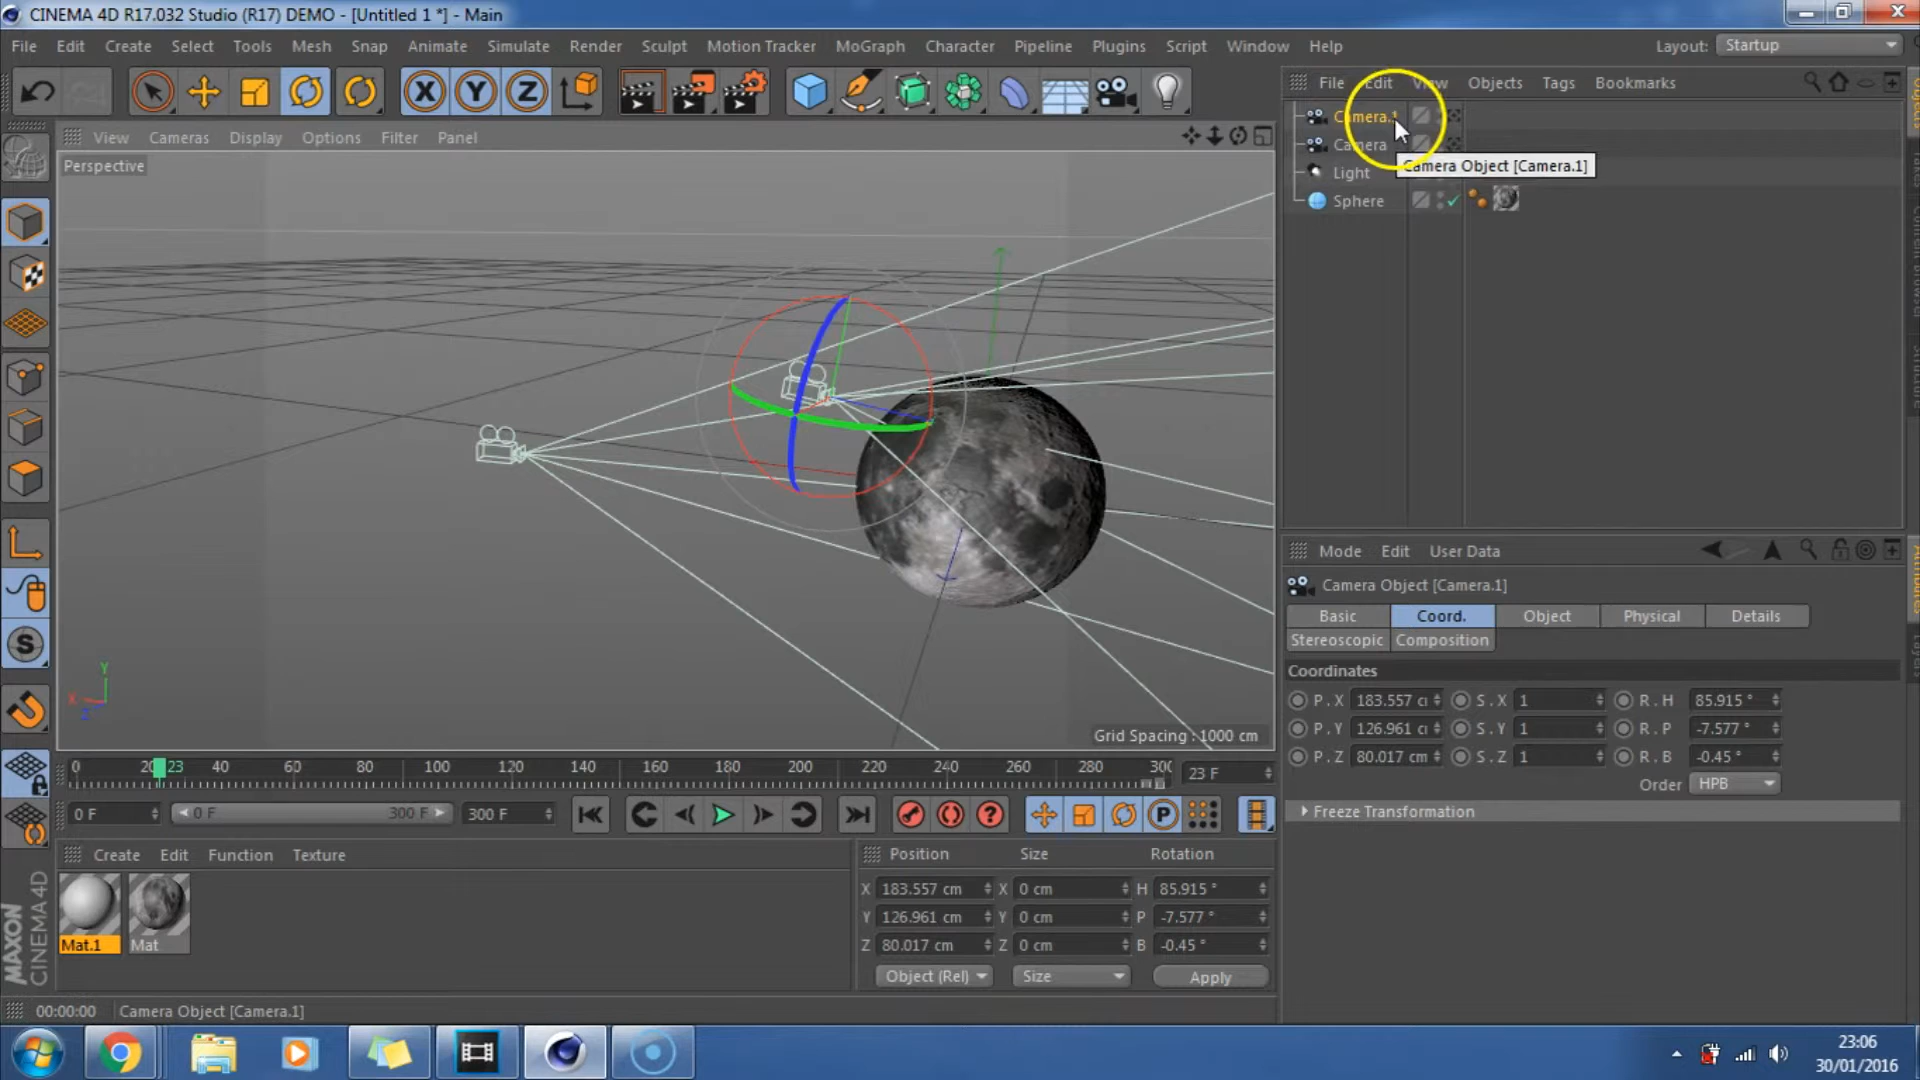 CINEMA 4D R17.032 Studio (R17) DEMO - [Untitled 1 *] - Main
File Edit Create Select Tools Mesh Snap Animate Simulate Render Sculpt Motion Tracker MoGraph Character Pipeline Plugins Script Window Help Layout: Startup
File Edit View Objects Tags Bookmarks
Camera.1
Camera
Camera Object [Camera.1]
Light
Sphere
View Cameras Display Options Filter Panel
Perspective
Y
X
Z
Grid Spacing : 1000 cm
0 20 23 40 60 80 100 120 140 160 180 200 220 240 260 280 300 23 F
0 F 0 F 300 F 300 F
Create Edit Function Texture
Mat.1 Mat
MAXON
CINEMA 4D
Position Size Rotation
X 183.557 cm X 0 cm H 85.915 °
Y 126.961 cm Y 0 cm P -7.577 °
Z 80.017 cm Z 0 cm B -0.45 °
Object (Rel) Size Apply
Mode Edit User Data
Camera Object [Camera.1]
Basic Coord. Object Physical Details
Stereoscopic Composition
Coordinates
P . X 183.557 S . X 1 R . H 85.915 °
P . Y 126.961 S . Y 1 R . P -7.577 °
P . Z 80.017 cm S . Z 1 R . B -0.45 °
Order HPB
Freeze Transformation
Objects
Takes
Content Browser
Structure
Attributes
Layers
00:00:00 Camera Object [Camera.1]
23:06
30/01/2016